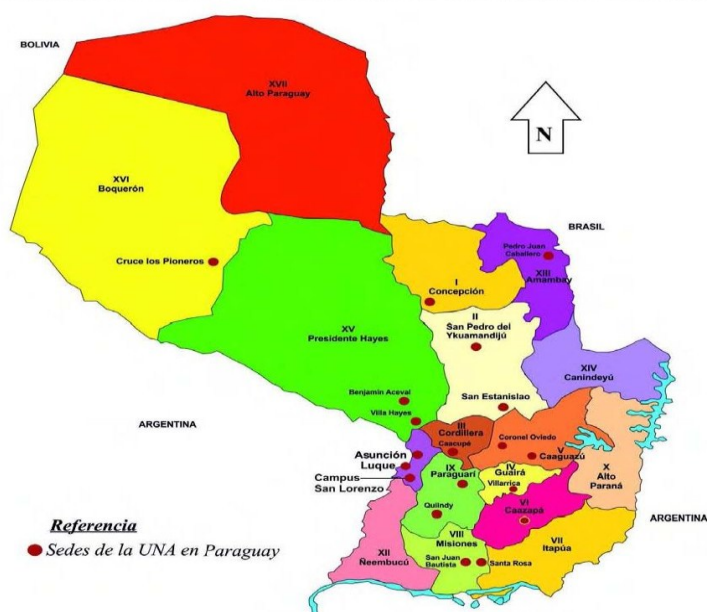 BOLIVIA
XVII
Alto Paraguay
N
XVI
Boquerón
BRASIL
Pedro Juan
Caballero
XIII
Amambay
Cruce los Pioneros
I
Concepción
II
San Pedro del
Ykuamandijú
XV
Presidente Hayes
XIV
Canindeyú
Benjamín Aceval
San Estanislao
Villa Hayes
ARGENTINA
III
Cordillera
Caacupé
Coronel Oviedo
V
Caaguazú
Asunción
Luque
Campus
San Lorenzo
IX
Paraguarí
IV
Guairá
Villarrica
X
Alto
Paraná
Quiindy
VI
Caazapá
ARGENTINA
Referencia
Sedes de la UNA en Paraguay
XII
Ñeembucú
VIII
Misiones
VII
Itapúa
San Juan
Bautista
Santa Rosa